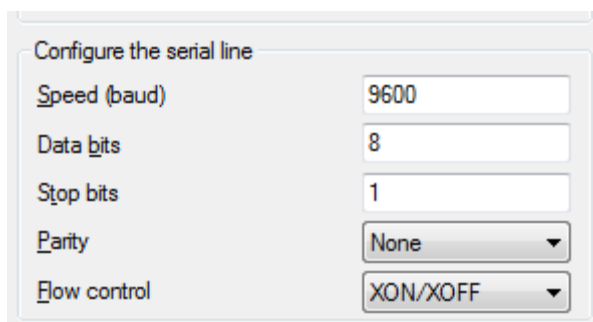 Configure the serial line
Speed (baud) 9600
Data bits 8
Stop bits 1
Parity None
Flow control XON/XOFF